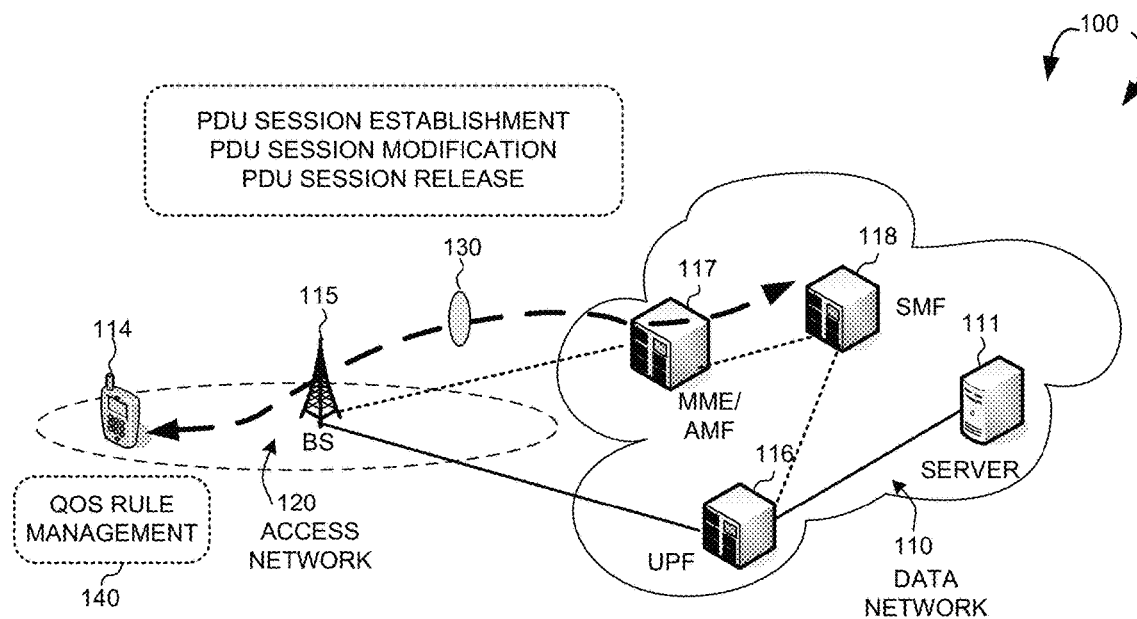 100
PDU SESSION ESTABLISHMENT
PDU SESSION MODIFICATION
PDU SESSION RELEASE
130
117
118
SMF
111
115
114
MME/
AMF
BS
116
SERVER
QOS RULE
MANAGEMENT
120
ACCESS
NETWORK
UPF
110
DATA
NETWORK
140